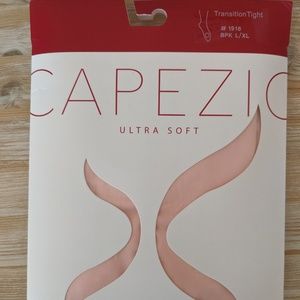 TransitionTight
# 1916
BPK L/XL
CAPEZIO
ULTRA SOFT